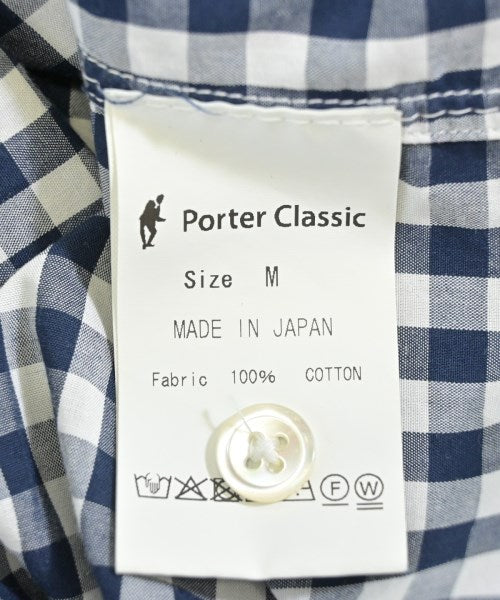 Porter Classic
Size M
MADE IN JAPAN
Fabric 100% COTTON
F W